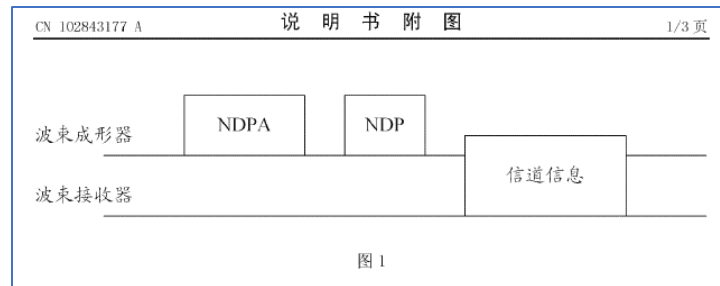 CN 102843177 A 说 明 书 附 图 1/3 页
NDPA NDP
波束成形器
信道信息
波束接收器
图 1